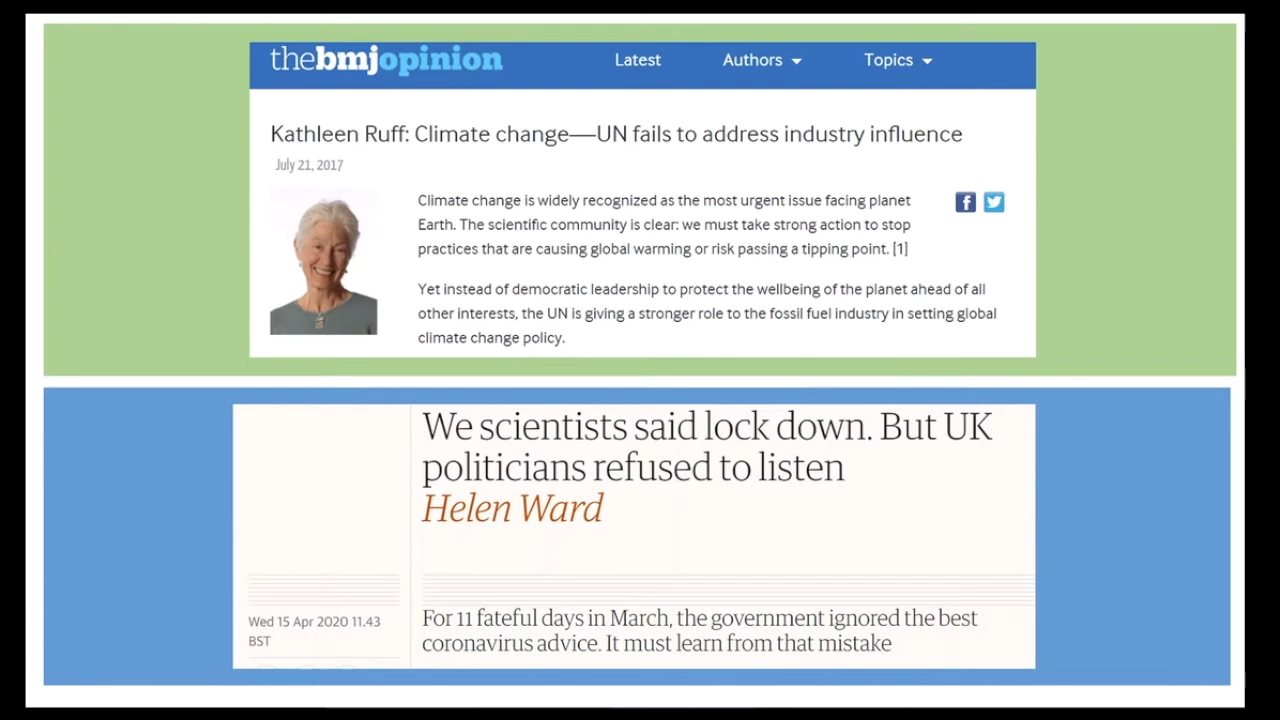 thebmjopinion Latest Authors Topics
Kathleen Ruff: Climate change—UN fails to address industry influence
July 21, 2017
Climate change is widely recognized as the most urgent issue facing planet
Earth. The scientific community is clear: we must take strong action to stop
practices that are causing global warming or risk passing a tipping point. [1]
Yet instead of democratic leadership to protect the wellbeing of the planet ahead of all
other interests, the UN is giving a stronger role to the fossil fuel industry in setting global
climate change policy.
We scientists said lock down. But UK
politicians refused to listen
Helen Ward
Wed 15 Apr 2020 11.43
BST
For 11 fateful days in March, the government ignored the best
coronavirus advice. It must learn from that mistake